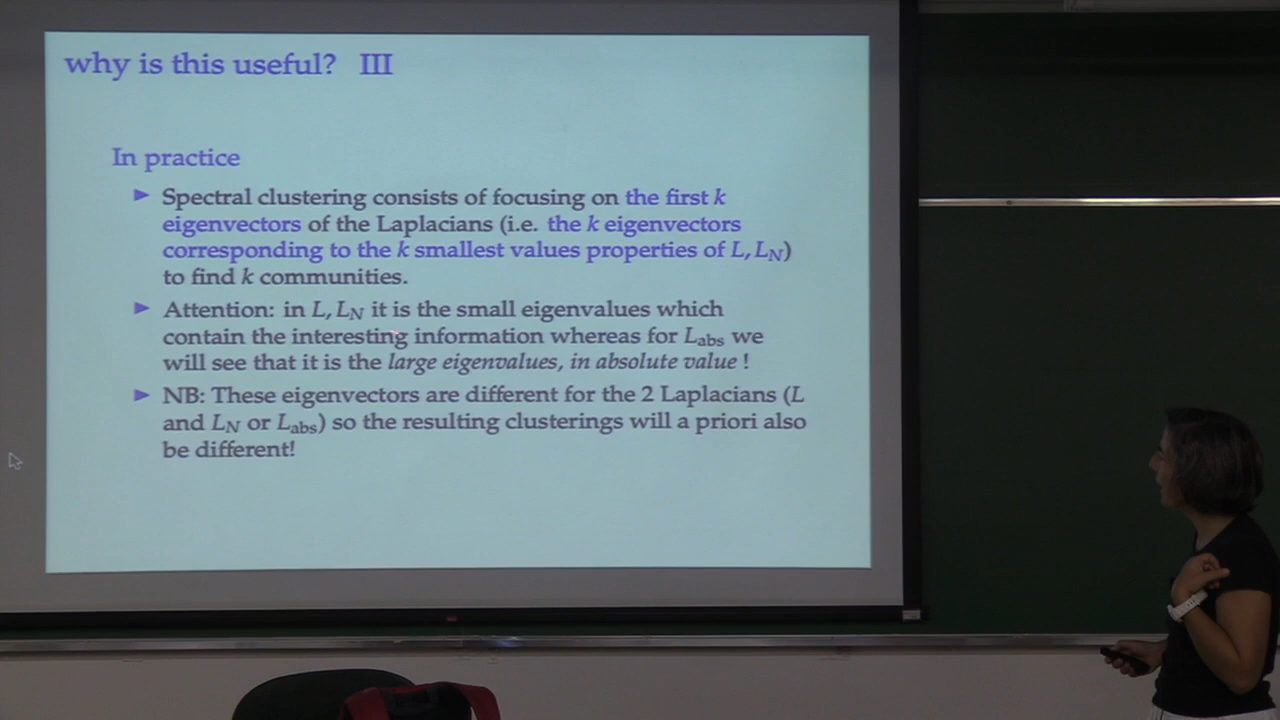 why is this useful? III
In practice
► Spectral clustering consists of focusing on the first k
eigenvectors of the Laplacians (i.e. the k eigenvectors
corresponding to the k smallest values properties of L, L_N)
to find k communities.
► Attention: in L, L_N it is the small eigenvalues which
contain the interesting information whereas for L_abs we
will see that it is the large eigenvalues, in absolute value !
► NB: These eigenvectors are different for the 2 Laplacians (L
and L_N or L_abs) so the resulting clusterings will a priori also
be different!